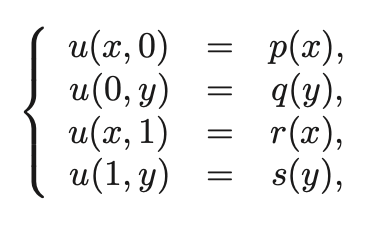 u(x, 0) = p(x),
u(0, y) = q(y),
u(x, 1) = r(x),
u(1, y) = s(y),